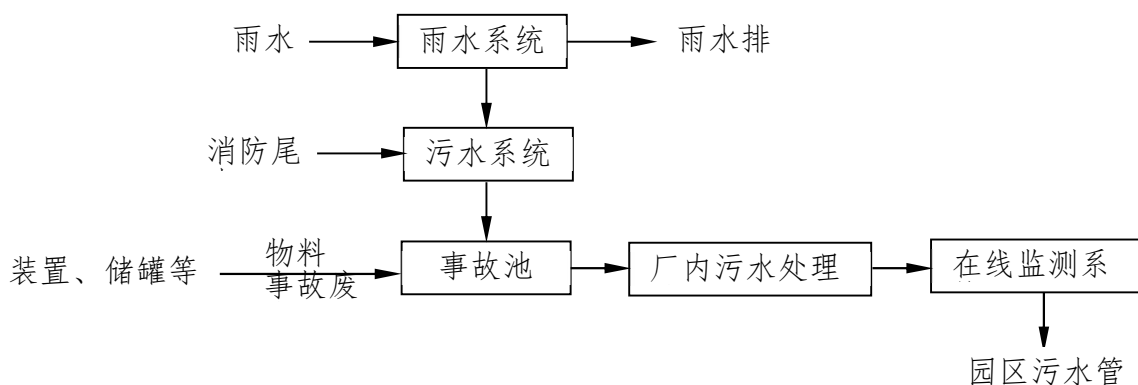 雨水
雨水系统
雨水排
消防尾
污水系统
装置、储罐等
物料
事故废
事故池
厂内污水处理
在线监测系
园区污水管